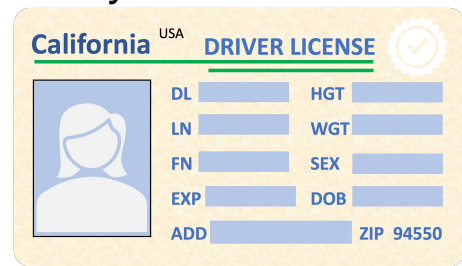 California USA DRIVER LICENSE
DL HGT
LN WGT
FN SEX
EXP DOB
ADD ZIP 94550